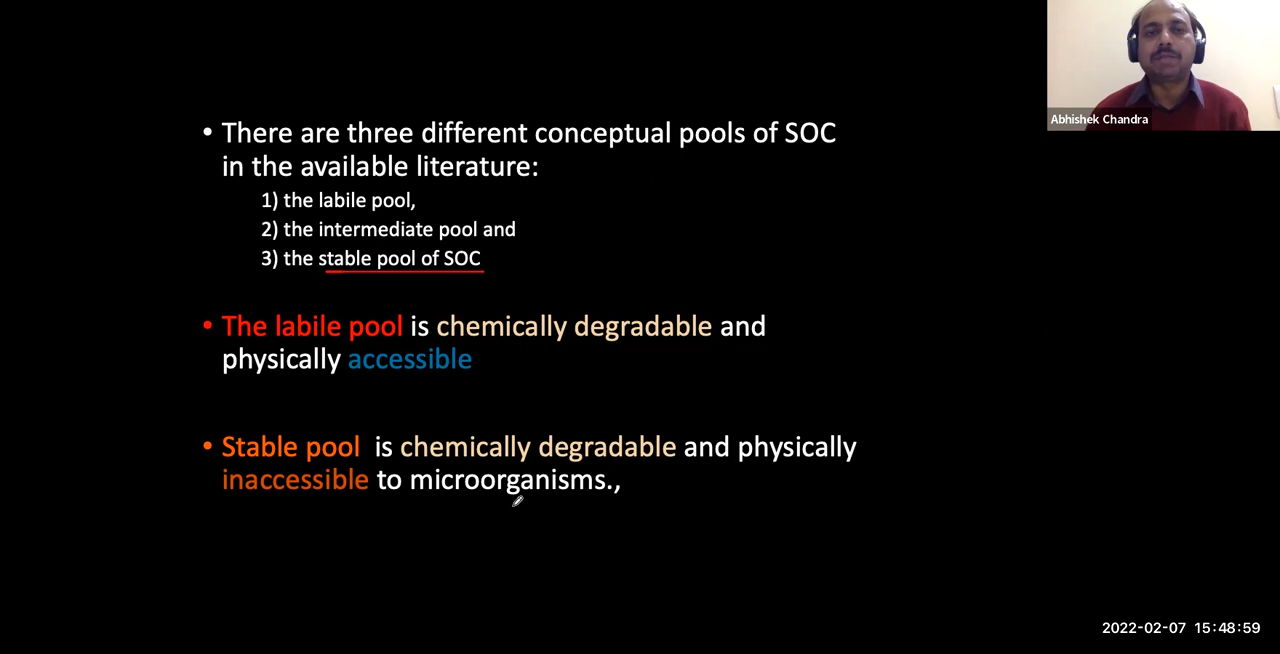 • There are three different conceptual pools of SOC
in the available literature:
1) the labile pool,
2) the intermediate pool and
3) the stable pool of SOC
• The labile pool is chemically degradable and
physically accessible
• Stable pool is chemically degradable and physically
inaccessible to microorganisms.,
Abhishek Chandra
2022-02-07 15:48:59